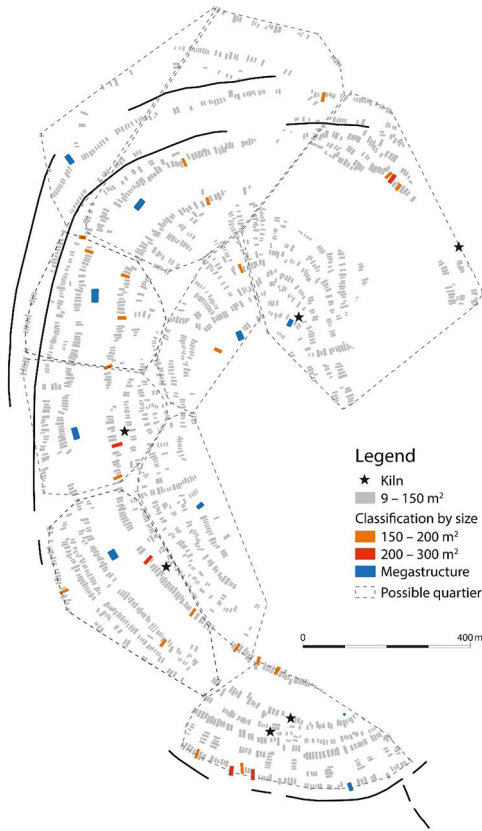 Legend
Kiln
9 – 150 m²
Classification by size
150 – 200 m²
200 – 300 m²
Megastructure
Possible quartier
0 400 m